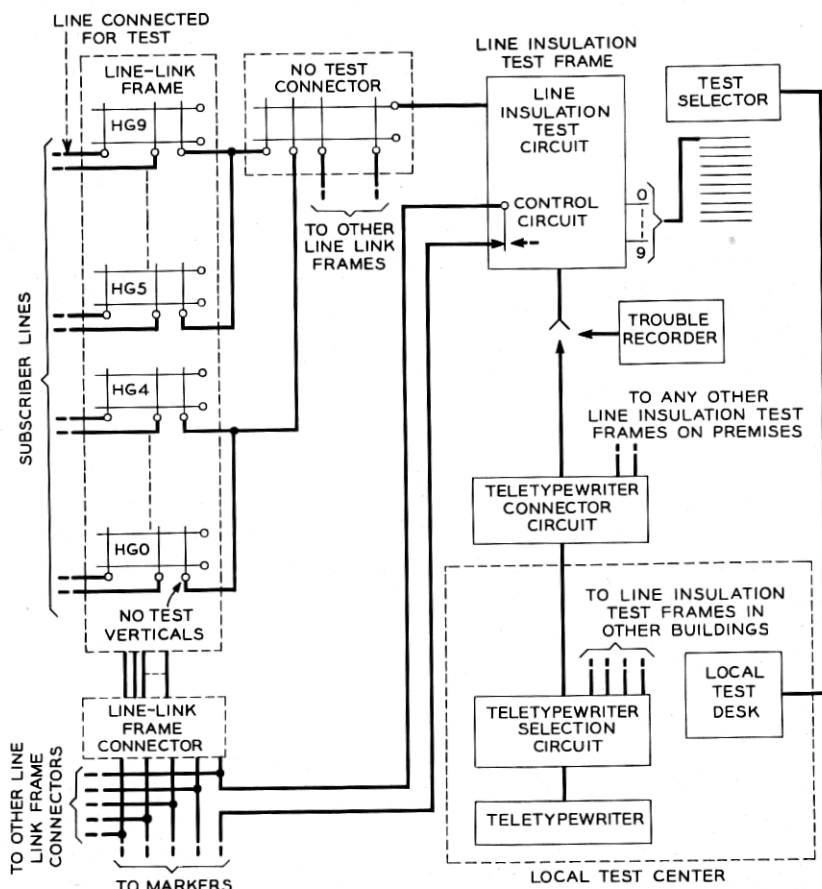 LINE CONNECTED
FOR TEST
LINE-LINK
FRAME
HG9
HG5
HG4
HG0
NO TEST
VERTICALS
SUBSCRIBER LINES
NO TEST
CONNECTOR
TO OTHER
LINE LINK
FRAMES
LINE INSULATION
TEST FRAME
LINE
INSULATION
TEST
CIRCUIT
CONTROL
CIRCUIT
0
9
TEST
SELECTOR
TROUBLE
RECORDER
TO ANY OTHER
LINE INSULATION TEST
FRAMES ON PREMISES
TELETYPEWRITER
CONNECTOR
CIRCUIT
TO LINE INSULATION
TEST FRAMES IN
OTHER BUILDINGS
LOCAL
TEST
DESK
TELETYPEWRITER
SELECTION
CIRCUIT
TELETYPEWRITER
LOCAL TEST CENTER
LINE-LINK
FRAME
CONNECTOR
TO OTHER LINE
LINK FRAME
CONNECTORS
TO MARKERS